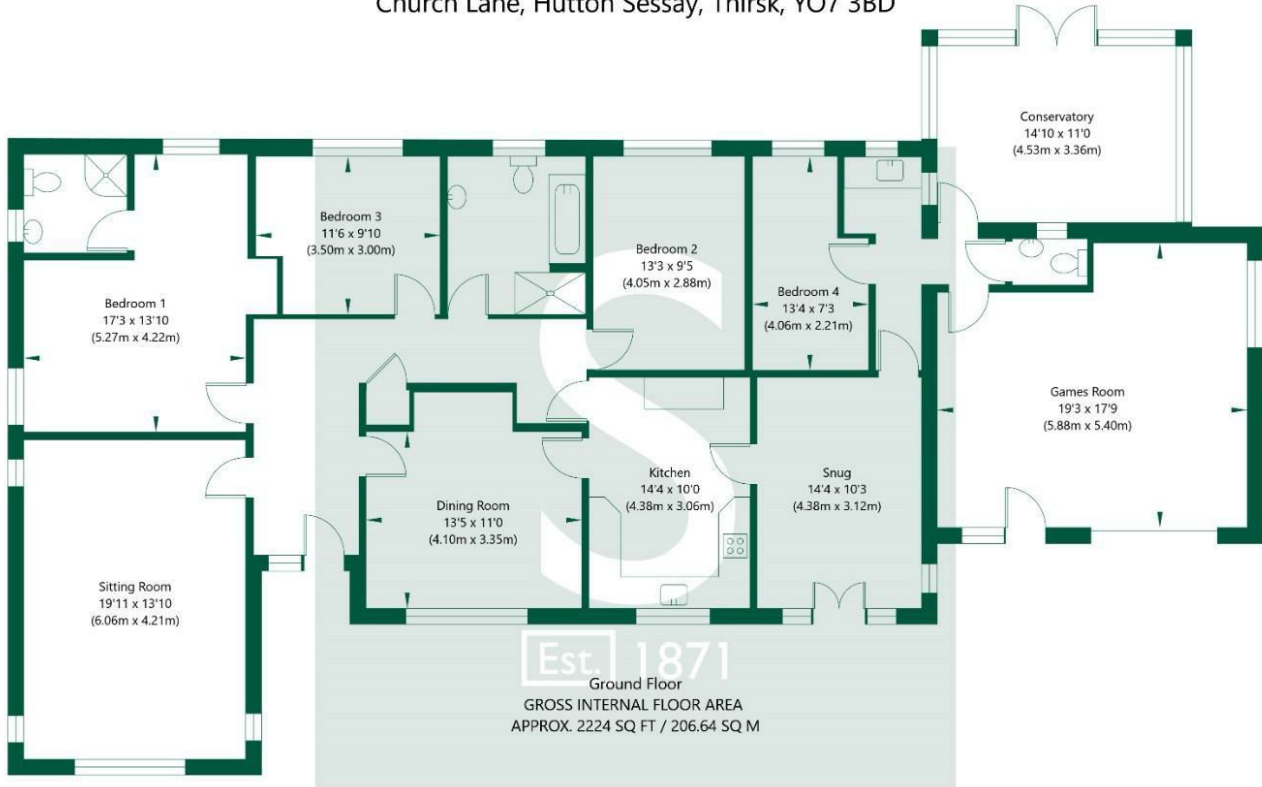 Church Lane, Hutton Sessay, Thirsk, YO7 3BD
Conservatory
14'10 x 11'0
(4.53m x 3.36m)
Bedroom 3
11'6 x 9'10
(3.50m x 3.00m)
Bedroom 2
13'3 x 9'5
(4.05m x 2.88m)
Bedroom 4
13'4 x 7'3
(4.06m x 2.21m)
Bedroom 1
17'3 x 13'10
(5.27m x 4.22m)
Games Room
19'3 x 17'9
(5.88m x 5.40m)
Kitchen
14'4 x 10'0
(4.38m x 3.06m)
Snug
14'4 x 10'3
(4.38m x 3.12m)
Dining Room
13'5 x 11'0
(4.10m x 3.35m)
Sitting Room
19'11 x 13'10
(6.06m x 4.21m)
S
Est. 1871
Ground Floor
GROSS INTERNAL FLOOR AREA
APPROX. 2224 SQ FT / 206.64 SQ M